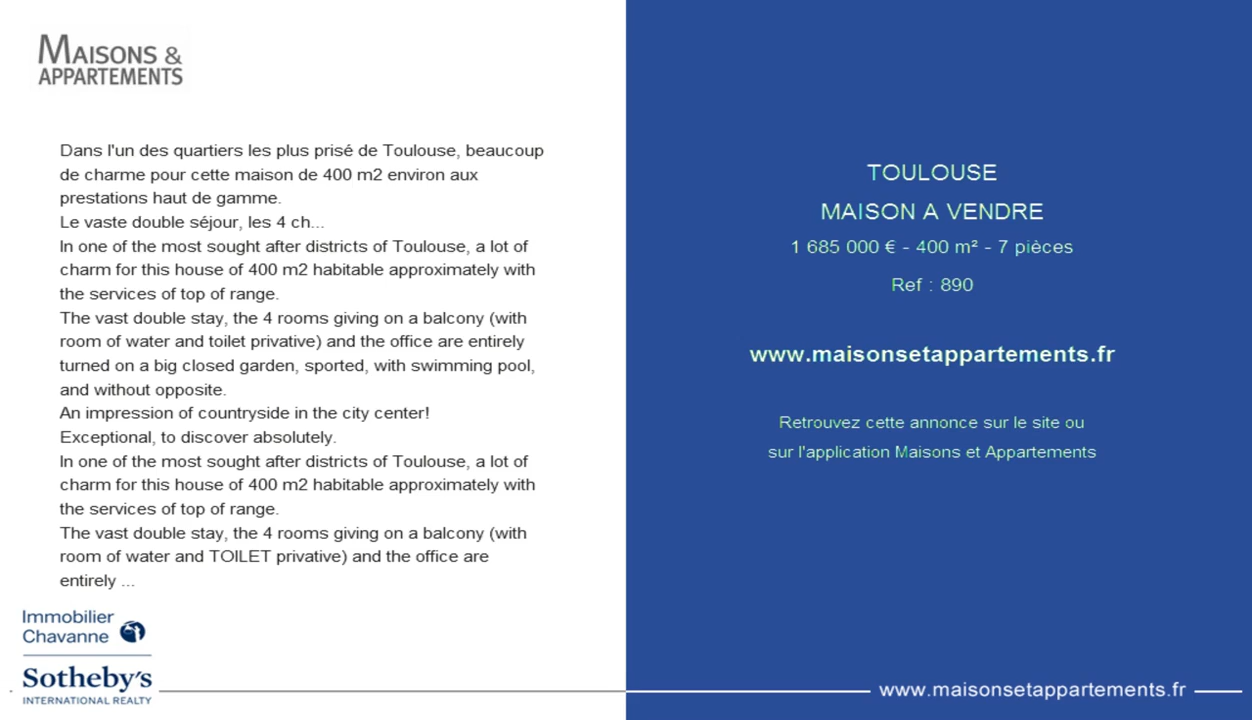 MAISONS &
APPARTEMENTS
Dans l'un des quartiers les plus prisé de Toulouse, beaucoup
de charme pour cette maison de 400 m2 environ aux
prestations haut de gamme.
Le vaste double séjour, les 4 ch...
In one of the most sought after districts of Toulouse, a lot of
charm for this house of 400 m2 habitable approximately with
the services of top of range.
The vast double stay, the 4 rooms giving on a balcony (with
room of water and toilet privative) and the office are entirely
turned on a big closed garden, sported, with swimming pool,
and without opposite.
An impression of countryside in the city center!
Exceptional, to discover absolutely.
In one of the most sought after districts of Toulouse, a lot of
charm for this house of 400 m2 habitable approximately with
the services of top of range.
The vast double stay, the 4 rooms giving on a balcony (with
room of water and TOILET privative) and the office are
entirely ...
Immobilier
Chavanne
Sotheby's
INTERNATIONAL REALTY
TOULOUSE
MAISON A VENDRE
1 685 000 € - 400 m² - 7 pièces
Ref : 890
www.maisonsetappartements.fr
Retrouvez cette annonce sur le site ou
sur l'application Maisons et Appartements
www.maisonsetappartements.fr